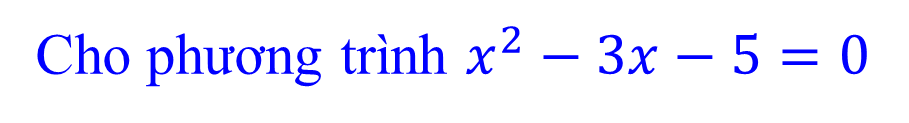 Cho phương trình 𝑥² − 3𝑥 − 5 = 0